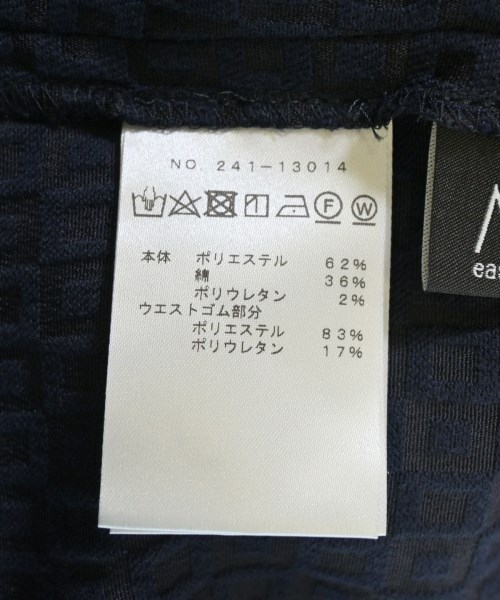 NO. 241-13014
F W
本体 ポリエステル 62%
綿 36%
ポリウレタン 2%
ウエストゴム部分
ポリエステル 83%
ポリウレタン 17%
eas